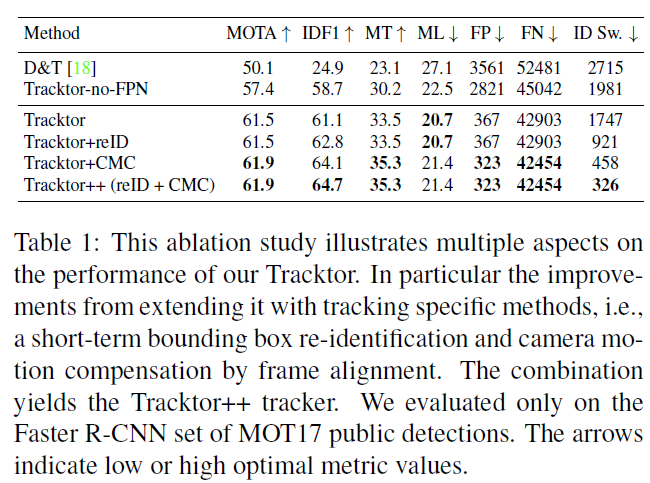 Method MOTA ↑ IDF1 ↑ MT ↑ ML ↓ FP ↓ FN ↓ ID Sw. ↓
D&T [18] 50.1 24.9 23.1 27.1 3561 52481 2715
Tracktor-no-FPN 57.4 58.7 30.2 22.5 2821 45042 1981
Tracktor 61.5 61.1 33.5 20.7 367 42903 1747
Tracktor+reID 61.5 62.8 33.5 20.7 367 42903 921
Tracktor+CMC 61.9 64.1 35.3 21.4 323 42454 458
Tracktor++ (reID + CMC) 61.9 64.7 35.3 21.4 323 42454 326
Table 1: This ablation study illustrates multiple aspects on
the performance of our Tracktor. In particular the improve-
ments from extending it with tracking specific methods, i.e.,
a short-term bounding box re-identification and camera mo-
tion compensation by frame alignment. The combination
yields the Tracktor++ tracker. We evaluated only on the
Faster R-CNN set of MOT17 public detections. The arrows
indicate low or high optimal metric values.